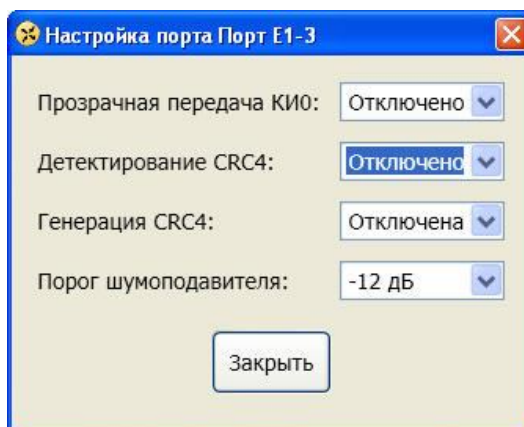 Настройка порта Порт Е1-3
Прозрачная передача КИ0: Отключено
Детектирование CRC4: Отключено
Генерация CRC4: Отключена
Порог шумоподавителя: -12 дБ
Закрыть